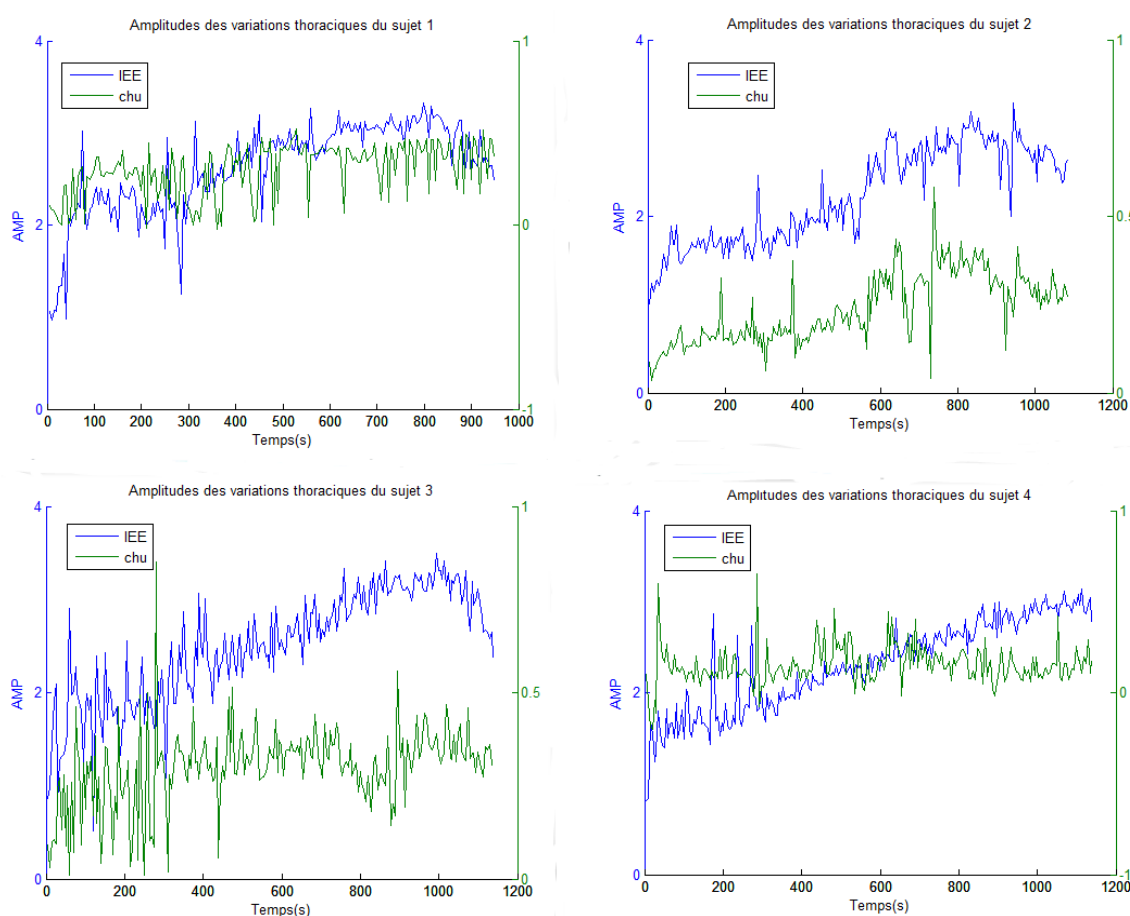 Amplitudes des variations thoraciques du sujet 1
4
1
IEE
chu
AMP
2
0
0
-1
0 100 200 300 400 500 600 700 800 900 1000
Temps(s)
Amplitudes des variations thoraciques du sujet 2
4
1
IEE
chu
AMP
2
0.5
0
0
0 200 400 600 800 1000 1200
Temps(s)
Amplitudes des variations thoraciques du sujet 3
4
1
IEE
chu
AMP
2
0.5
0
0
0 200 400 600 800 1000 1200
Temps(s)
Amplitudes des variations thoraciques du sujet 4
4
1
IEE
chu
AMP
2
0
0
-1
0 200 400 600 800 1000 1200
Temps(s)